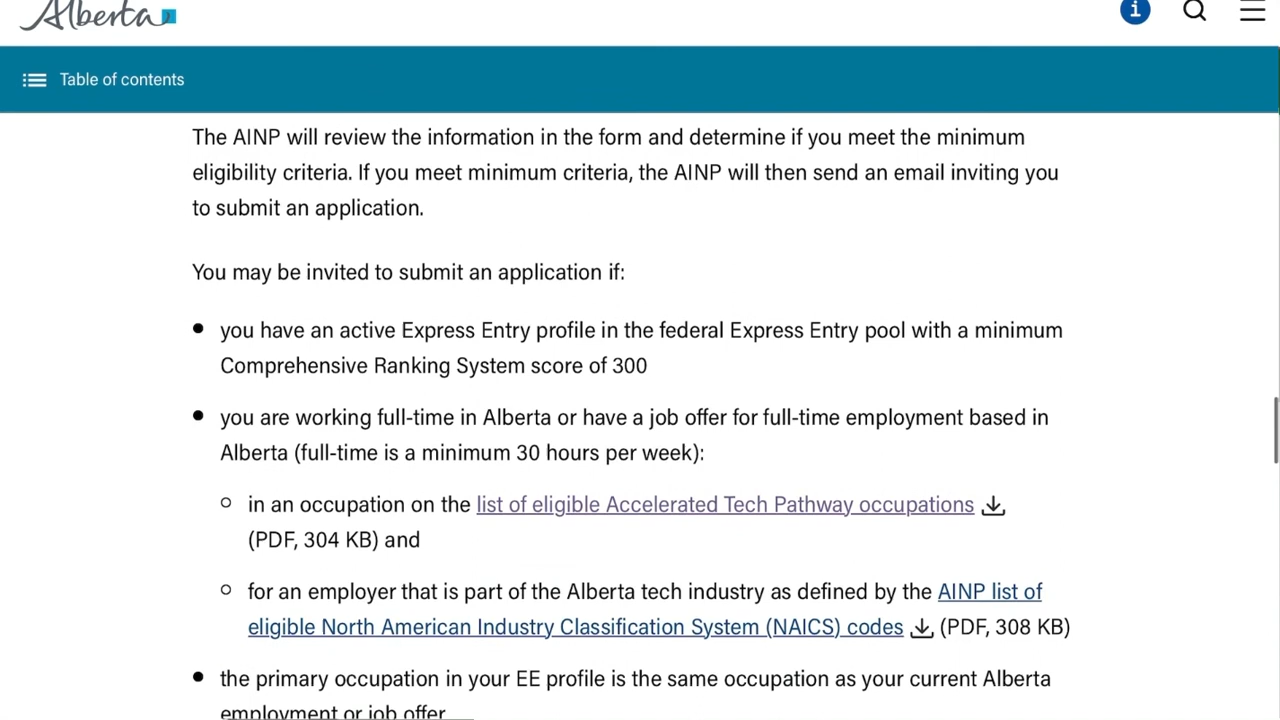 Alberta
Table of contents
The AINP will review the information in the form and determine if you meet the minimum
eligibility criteria. If you meet minimum criteria, the AINP will then send an email inviting you
to submit an application.
You may be invited to submit an application if:
you have an active Express Entry profile in the federal Express Entry pool with a minimum
Comprehensive Ranking System score of 300
you are working full-time in Alberta or have a job offer for full-time employment based in
Alberta (full-time is a minimum 30 hours per week):
in an occupation on the list of eligible Accelerated Tech Pathway occupations
(PDF, 304 KB) and
for an employer that is part of the Alberta tech industry as defined by the AINP list of
eligible North American Industry Classification System (NAICS) codes (PDF, 308 KB)
the primary occupation in your EE profile is the same occupation as your current Alberta
employment or job offer